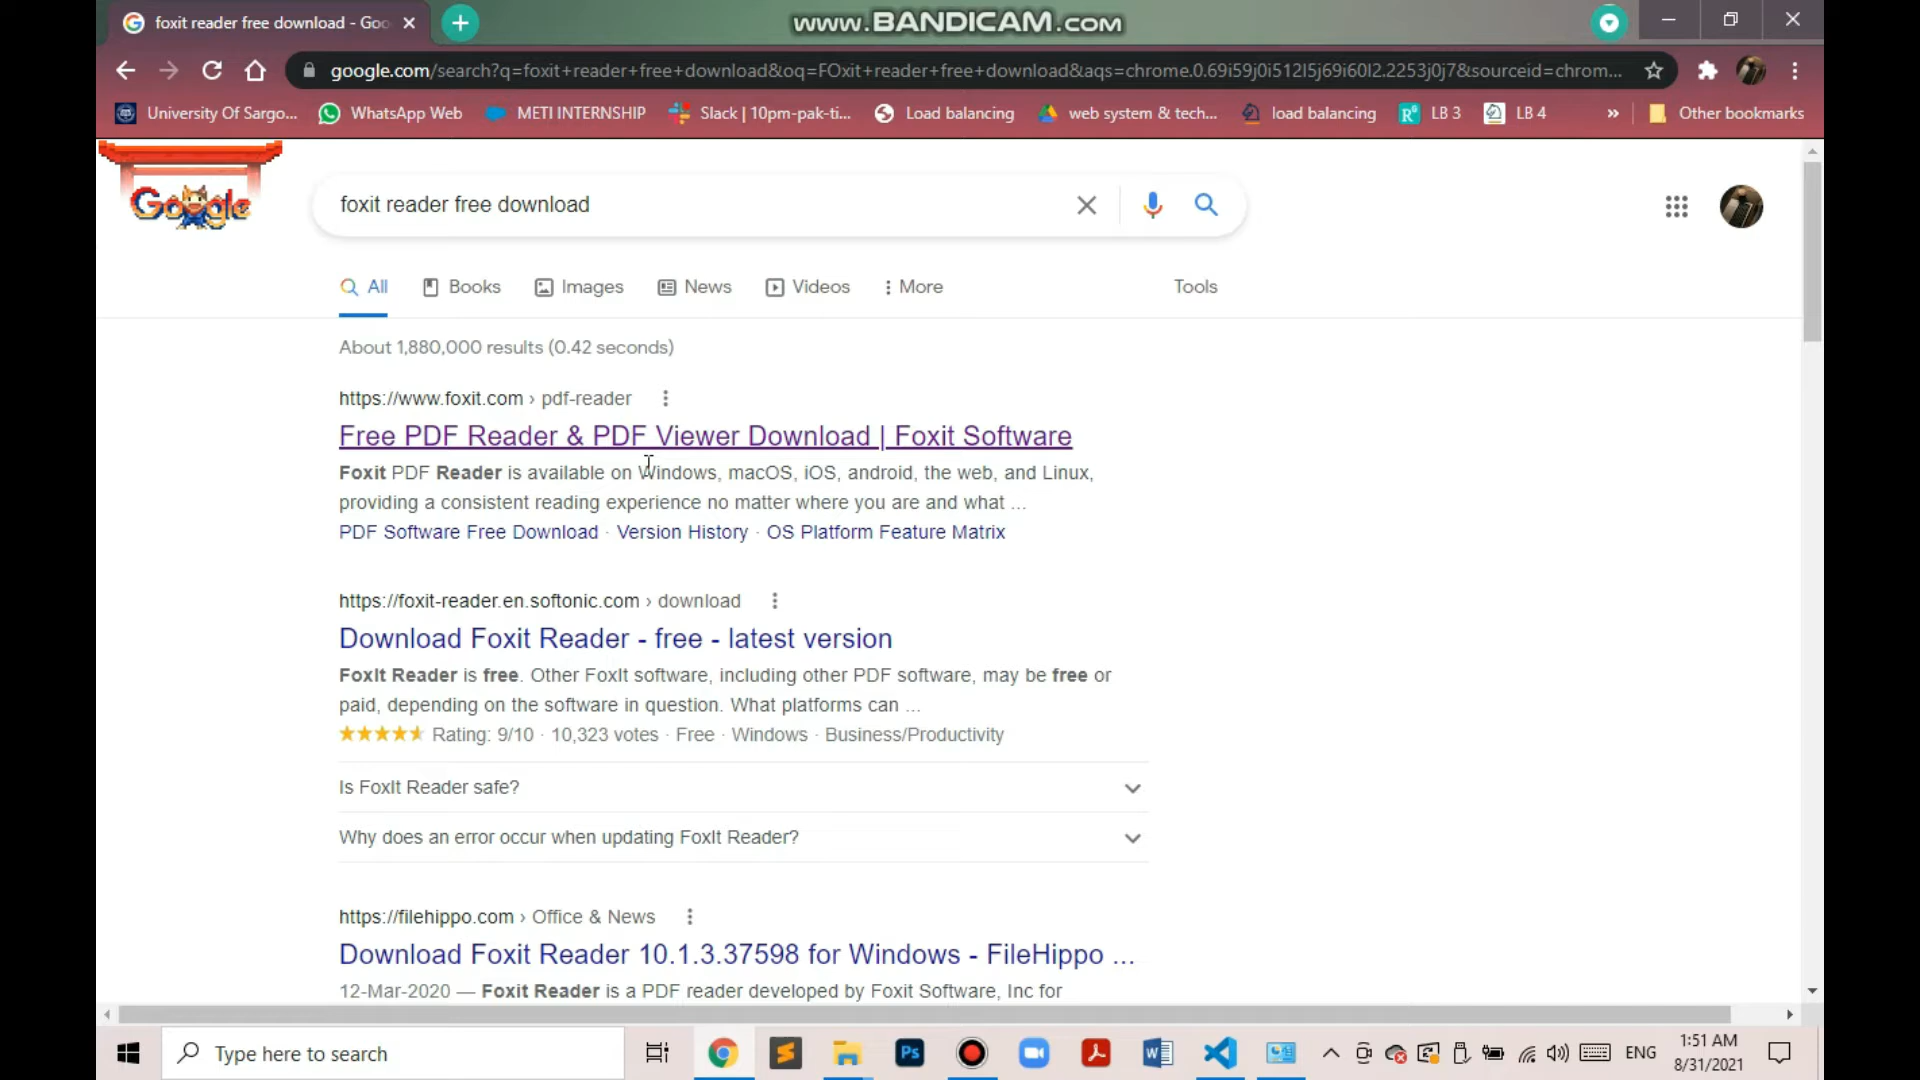 foxit reader free download - Goo
www.BANDICAM.com
google.com/search?q=foxit+reader+free+download&oq=FOxit+reader+free+download&aqs=chrome.0.69i59j0i512l5j69i60l2.2253j0j7&sourceid=chrom...
University Of Sargo...
WhatsApp Web
METI INTERNSHIP
Slack | 10pm-pak-ti...
Load balancing
web system & tech...
load balancing
LB 3
LB 4
Other bookmarks
Google
foxit reader free download
All
Books
Images
News
Videos
More
Tools
About 1,880,000 results (0.42 seconds)
https://www.foxit.com › pdf-reader
Free PDF Reader & PDF Viewer Download | Foxit Software
Foxit PDF Reader is available on Windows, macOS, iOS, android, the web, and Linux,
providing a consistent reading experience no matter where you are and what ...
PDF Software Free Download · Version History · OS Platform Feature Matrix
https://foxit-reader.en.softonic.com › download
Download Foxit Reader - free - latest version
FoxIt Reader is free. Other FoxIt software, including other PDF software, may be free or
paid, depending on the software in question. What platforms can ...
Rating: 9/10 · 10,323 votes · Free · Windows · Business/Productivity
Is FoxIt Reader safe?
Why does an error occur when updating FoxIt Reader?
https://filehippo.com › Office & News
Download Foxit Reader 10.1.3.37598 for Windows - FileHippo ...
12-Mar-2020 — Foxit Reader is a PDF reader developed by Foxit Software, Inc for
Type here to search
Ps
ENG
1:51 AM
8/31/2021